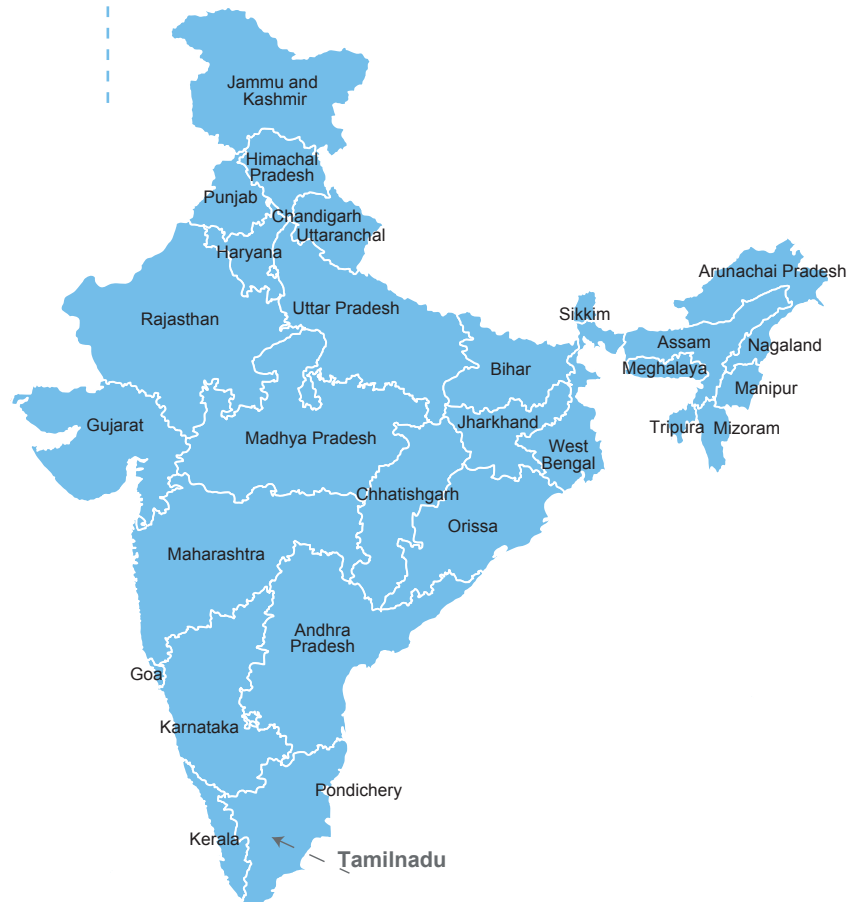 Jammu and
Kashmir
Himachal
Pradesh
Punjab
Chandigarh
Uttaranchal
Haryana
Arunachai Pradesh
Rajasthan
Uttar Pradesh
Sikkim
Assam
Nagaland
Bihar
Meghalaya
Manipur
Gujarat
Madhya Pradesh
Jharkhand
Tripura
Mizoram
West
Bengal
Chhatishgarh
Orissa
Maharashtra
Andhra
Pradesh
Goa
Karnataka
Pondichery
Kerala
Tamilnadu